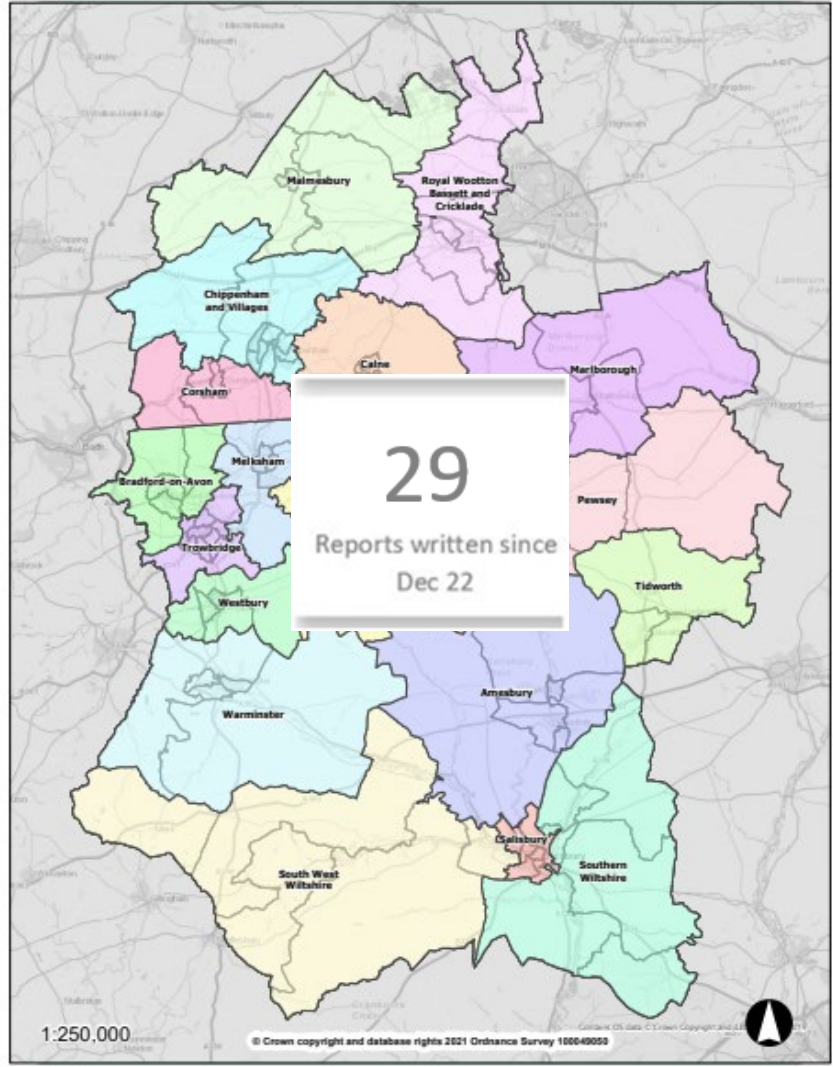 Malmesbury
Royal Wootton
Bassett and
Cricklade
Chippenham
and Villages
Calne
Marlborough
Corsham
Melksham
Bradford-on-Avon
29
Pewsey
Reports written since
Dec 22
Trowbridge
Tidworth
Westbury
Amesbury
Warminster
Salisbury
Southern
Wiltshire
South West
Wiltshire
1:250,000
© Crown copyright and database rights 2021 Ordnance Survey 100049050